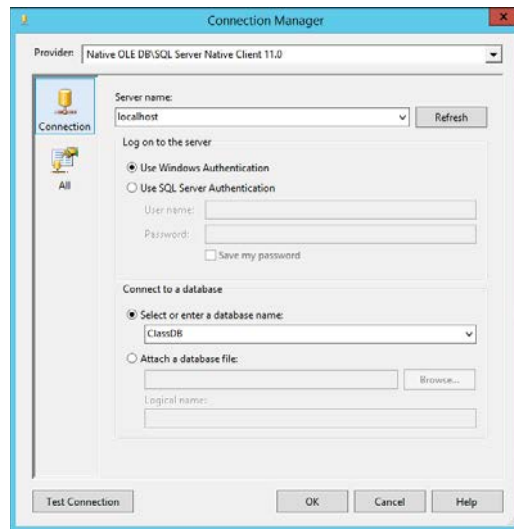 Connection Manager
x
Provider: Native OLE DB\SQL Server Native Client 11.0
Connection
All
Server name:
localhost
Refresh
Log on to the server
Use Windows Authentication
Use SQL Server Authentication
User name:
Password:
Save my password
Connect to a database
Select or enter a database name:
ClassDB
Attach a database file:
Browse...
Logical name:
Test Connection OK Cancel Help